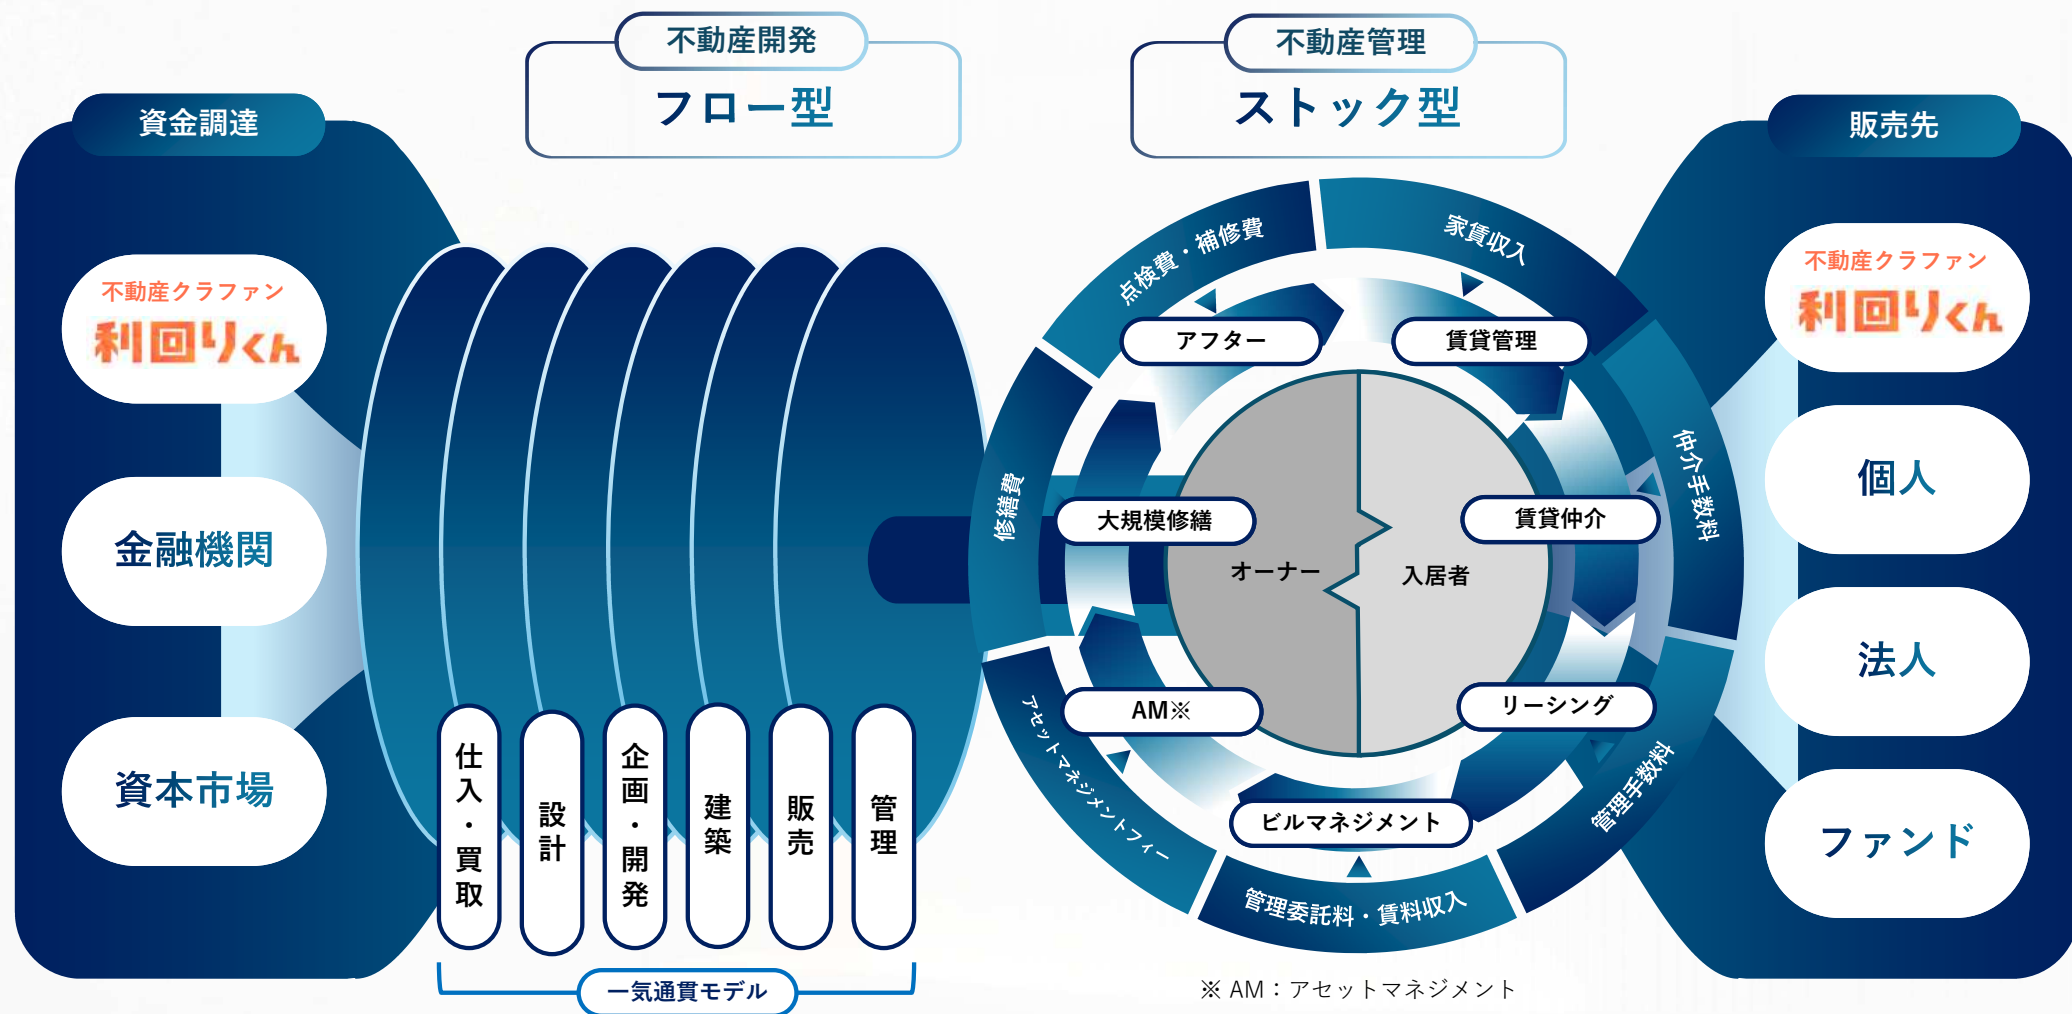 不動産開発
フロー型
不動産管理
ストック型
資金調達
不動産クラファン
利回りくん
金融機関
資本市場
仕入・買取
設計
企画・開発
建築
販売
管理
一気通貫モデル
点検費・補修費
家賃収入
仲介手数料
管理手数料
管理委託料・賃料収入
アセットマネジメントフィー
修繕費
アフター
賃貸管理
大規模修繕
賃貸仲介
オーナー
入居者
AM※
リーシング
ビルマネジメント
※ AM：アセットマネジメント
販売先
不動産クラファン
利回りくん
個人
法人
ファンド